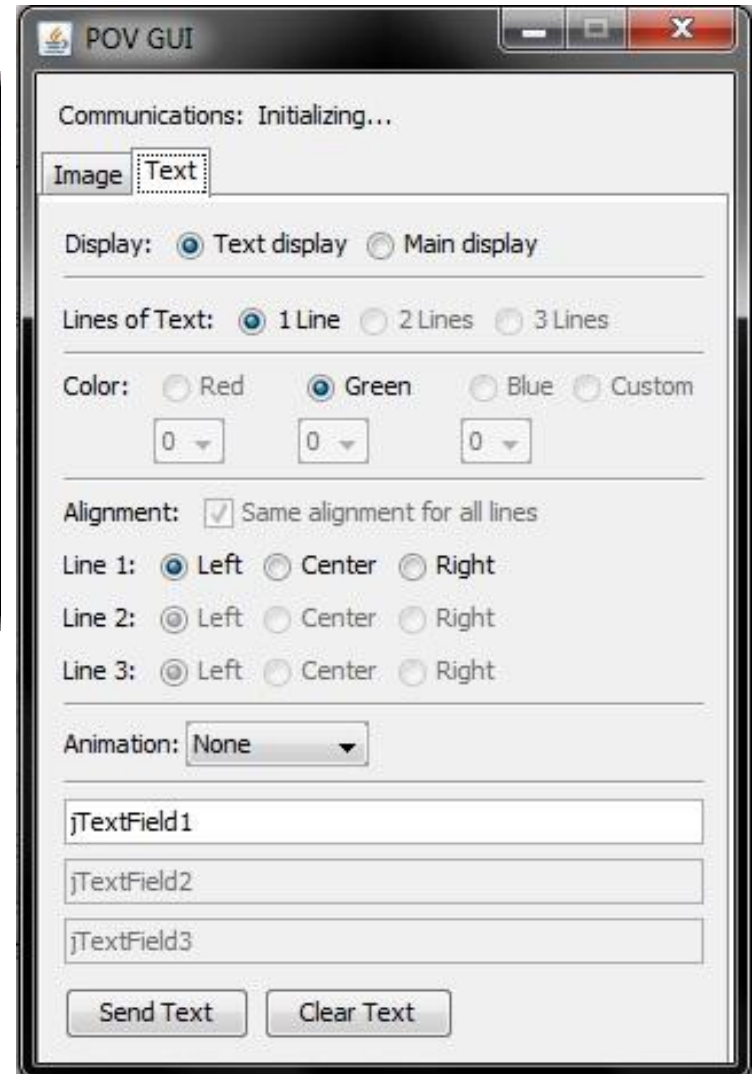 POV GUI
Communications: Initializing...
Image Text
Display: Text display Main display
Lines of Text: 1 Line 2 Lines 3 Lines
Color: Red Green Blue Custom
0 0 0
Alignment: Same alignment for all lines
Line 1: Left Center Right
Line 2: Left Center Right
Line 3: Left Center Right
Animation: None
jTextField1
jTextField2
jTextField3
Send Text Clear Text